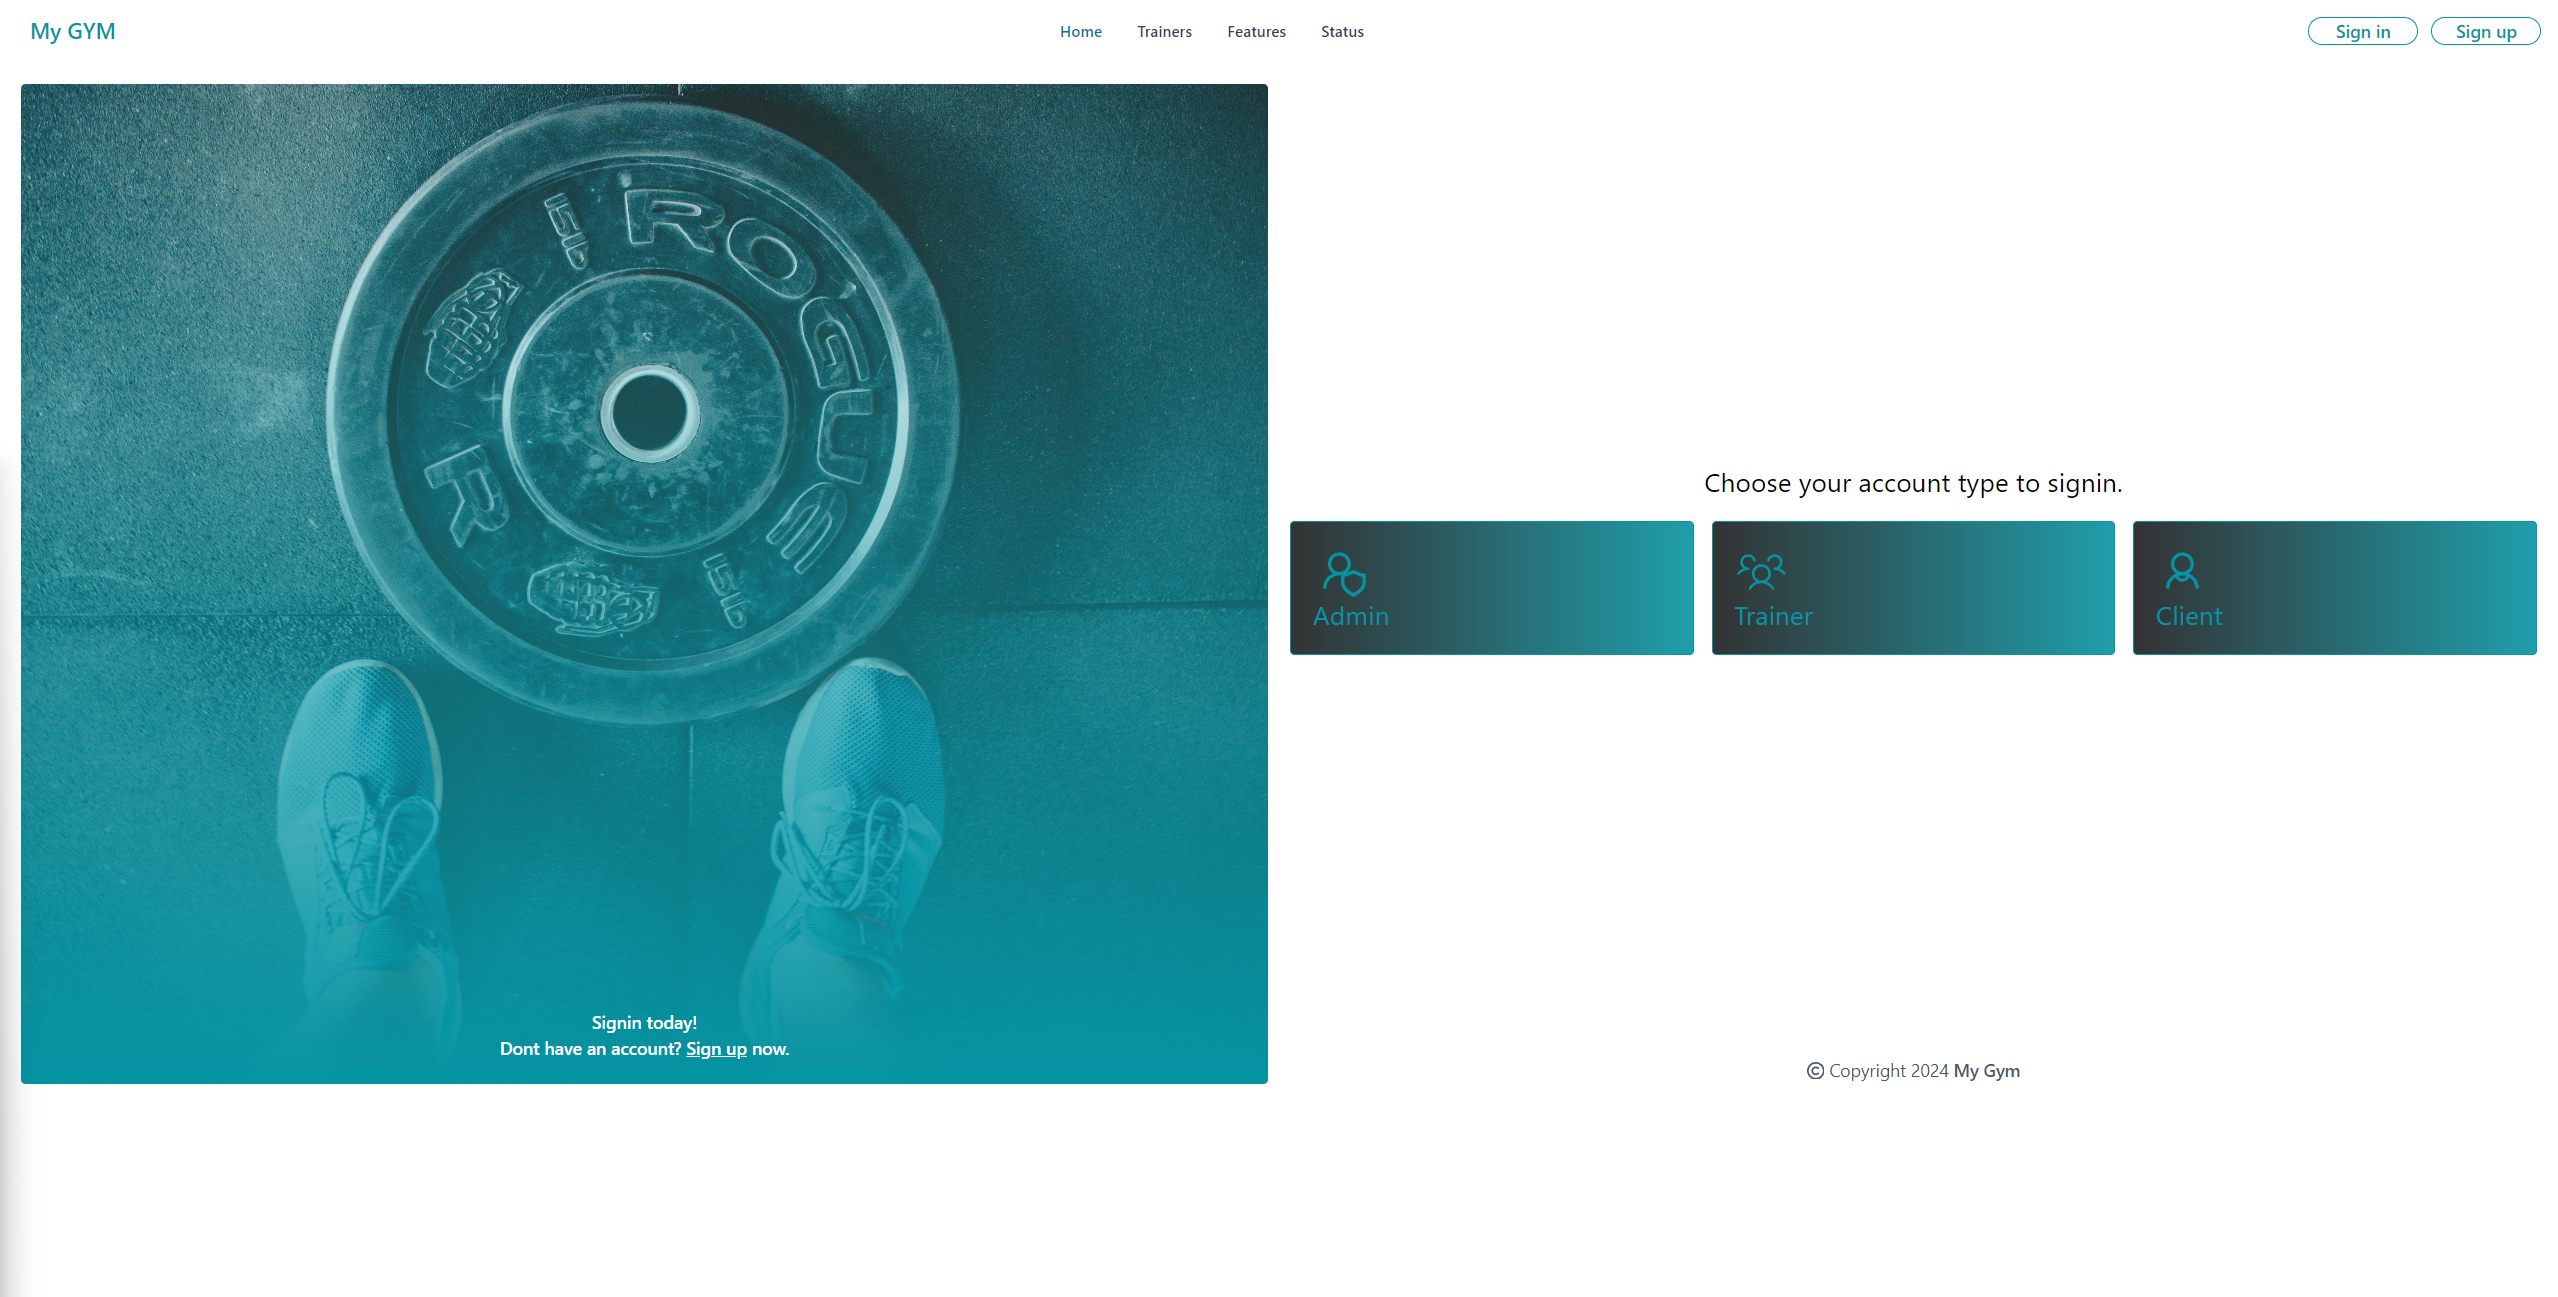 My GYM
Home Trainers Features Status
Sign in Sign up
ROGUE
15lb
R
15lb
Signin today!
Dont have an account? Sign up now.
Choose your account type to signin.
Admin
Trainer
Client
© Copyright 2024 My Gym